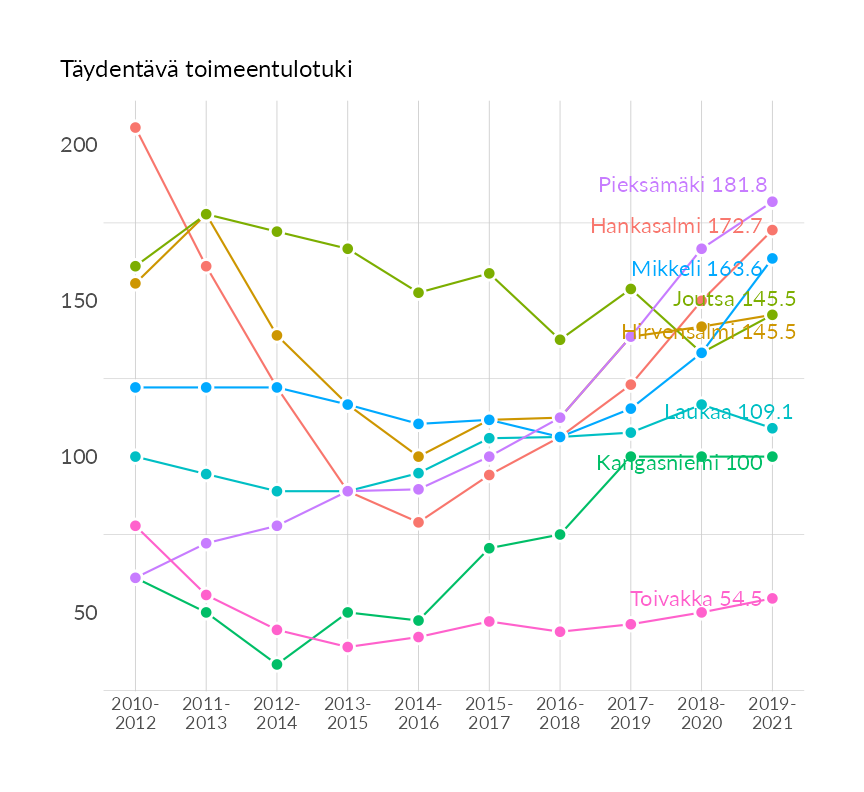 Täydentävä toimeentulotuki
200
150
100
50
Pieksämäki 181.8
Hankasalmi 172.7
Mikkeli 163.6
Joutsa 145.5
Hirvensalmi 145.5
Laukaa 109.1
Kangasniemi 100
Toivakka 54.5
2010- 2011- 2012- 2013- 2014- 2015- 2016- 2017- 2018- 2019-
2012 2013 2014 2015 2016 2017 2018 2019 2020 2021